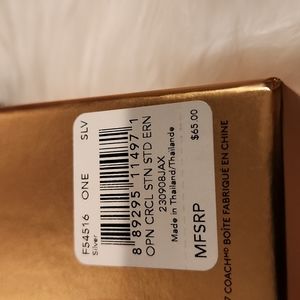 F54516 ONE SLV
Silver
8 89295 11497 1
OPN CRCL STN STD ERN
230908JAX
Made in Thailand/Thaïlande
$65.00
MFSRP
COACH® BOÎTE FABRIQUÉ EN CHINE